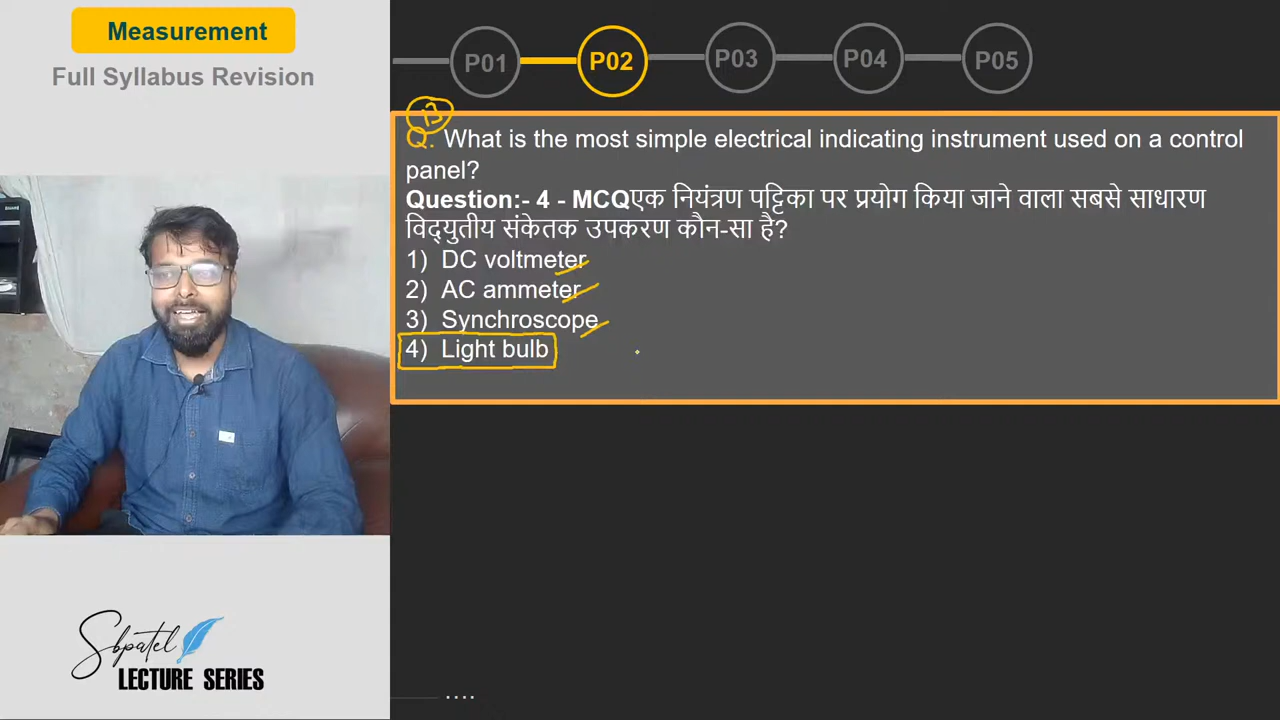 Measurement
Full Syllabus Revision
P01
P02
P03
P04
P05
13
Q. What is the most simple electrical indicating instrument used on a control
panel?
Question:- 4 - MCQएक नियंत्रण पट्टिका पर प्रयोग किया जाने वाला सबसे साधारण
विद्युतीय संकेतक उपकरण कौन-सा है?
1) DC voltmeter
2) AC ammeter
3) Synchroscope
4) Light bulb
Sbpatel
LECTURE SERIES
....